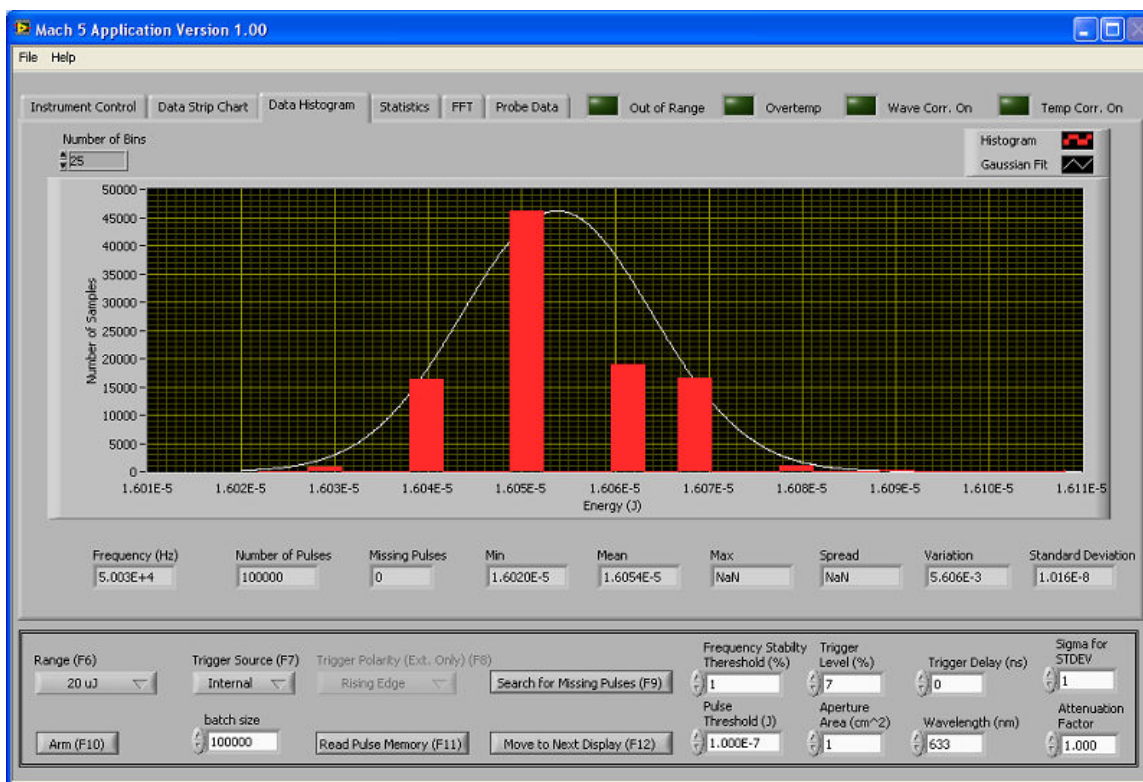 Mach 5 Application Version 1.00
File Help
Instrument Control Data Strip Chart Data Histogram Statistics FFT Probe Data Out of Range Overtemp Wave Corr. On Temp Corr. On
Number of Bins
25
Histogram
Gaussian Fit
50000
45000
40000
35000
30000
25000
20000
15000
10000
5000
0
Number of Samples
1.601E-5 1.602E-5 1.603E-5 1.604E-5 1.605E-5 1.606E-5 1.607E-5 1.608E-5 1.609E-5 1.610E-5 1.611E-5
Energy (J)
Frequency (Hz) Number of Pulses Missing Pulses Min Mean Max Spread Variation Standard Deviation
5.003E+4 100000 0 1.6020E-5 1.6054E-5 NaN NaN 5.606E-3 1.016E-8
Range (F6) Trigger Source (F7) Trigger Polarity (Ext. Only) (F8)
20 uJ Internal Rising Edge Search for Missing Pulses (F9)
Frequency Stabilty
Thereshold (%)
1
Trigger
Level (%)
7
Trigger Delay (ns)
0
Sigma for
STDEV
1
batch size
Arm (F10) 100000 Read Pulse Memory (F11) Move to Next Display (F12)
Pulse
Threshold (J)
1.000E-7
Aperture
Area (cm^2)
1
Wavelength (nm)
633
Attenuation
Factor
1.000